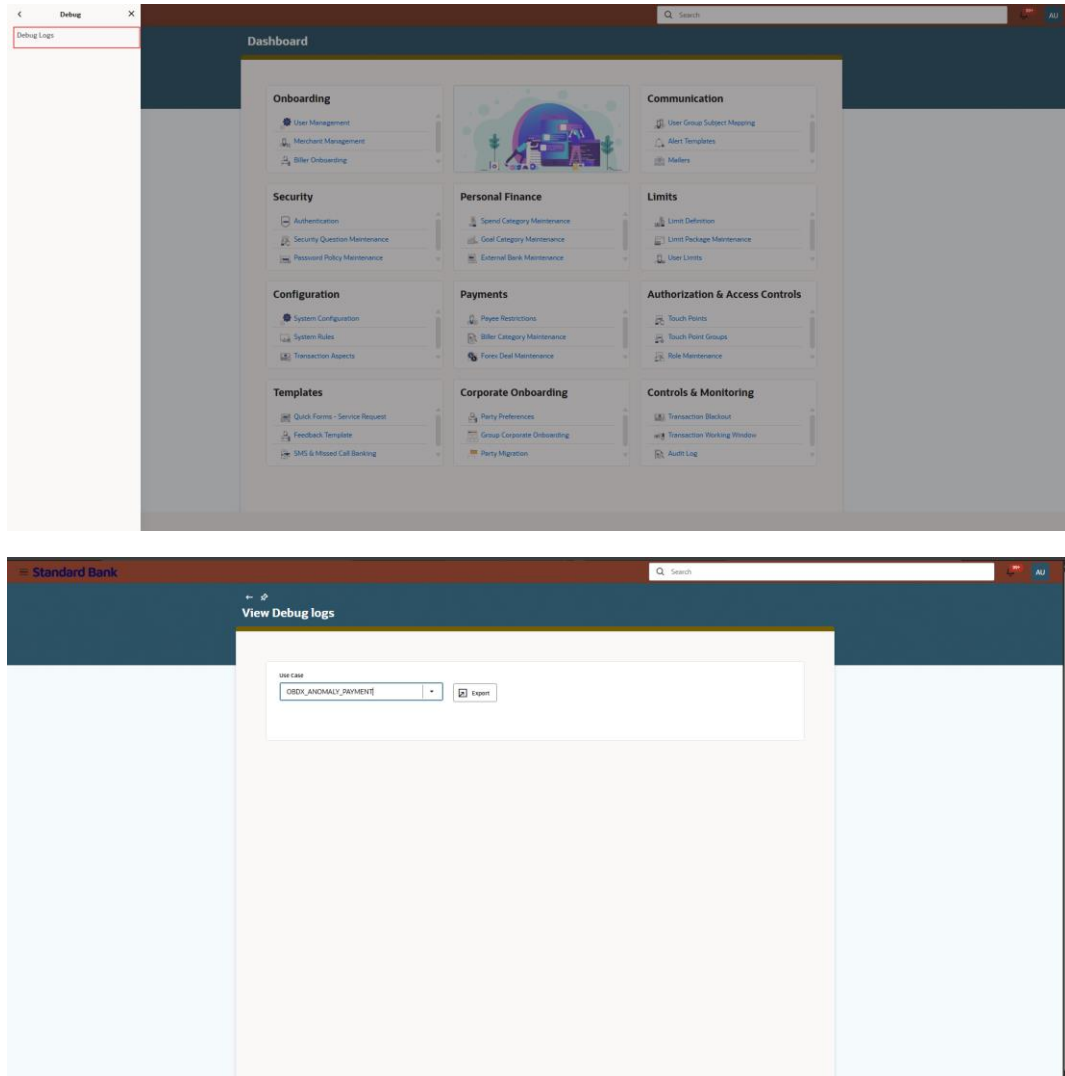 Debug
Debug Logs
Search
99+
AU
Dashboard
Onboarding
User Management
Merchant Management
Biller Onboarding
Communication
User Group Subject Mapping
Alert Templates
Mailers
Security
Authentication
Security Question Maintenance
Password Policy Maintenance
Personal Finance
Spend Category Maintenance
Goal Category Maintenance
External Bank Maintenance
Limits
Limit Definition
Limit Package Maintenance
User Limits
Configuration
System Configuration
System Rules
Transaction Aspects
Payments
Payee Restrictions
Biller Category Maintenance
Forex Deal Maintenance
Authorization & Access Controls
Touch Points
Touch Point Groups
Role Maintenance
Templates
Quick Forms - Service Request
Feedback Template
SMS & Missed Call Banking
Corporate Onboarding
Party Preferences
Group Corporate Onboarding
Party Migration
Controls & Monitoring
Transaction Blackout
Transaction Working Window
Audit Log
Standard Bank
Search
99+
AU
View Debug logs
Use Case
OBDX_ANOMALY_PAYMENT
Export